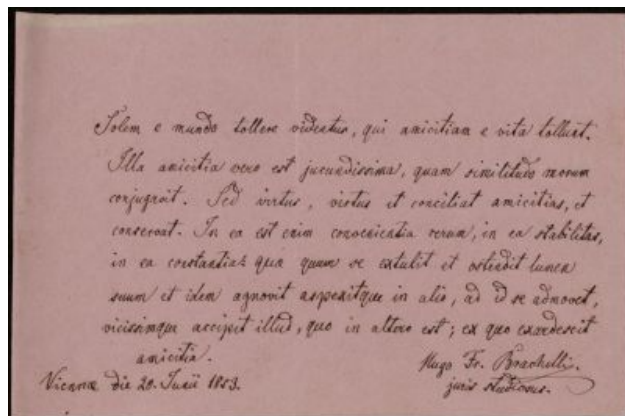 Solem e mundo tollere videntur, qui amicitiam e vita tollunt.
Illa amicitia vero est jucundissima, quam similitudo morum
conjugavit. Sed virtus, virtus et conciliat amicitias, et
conservat. In ea est enim convenientia rerum, in ea stabilitas,
in ea constantia: quae quum se extulit et ostendit lumen
suum et idem agnovit aspexitque in alio, ad id se admovet,
vicissimque accipit illud, quo in altero est; ex quo exardescit
amicitia.
Hugo Fr. Brachelli.
Viennae die 20. Junii 1853.
juris studiosus.